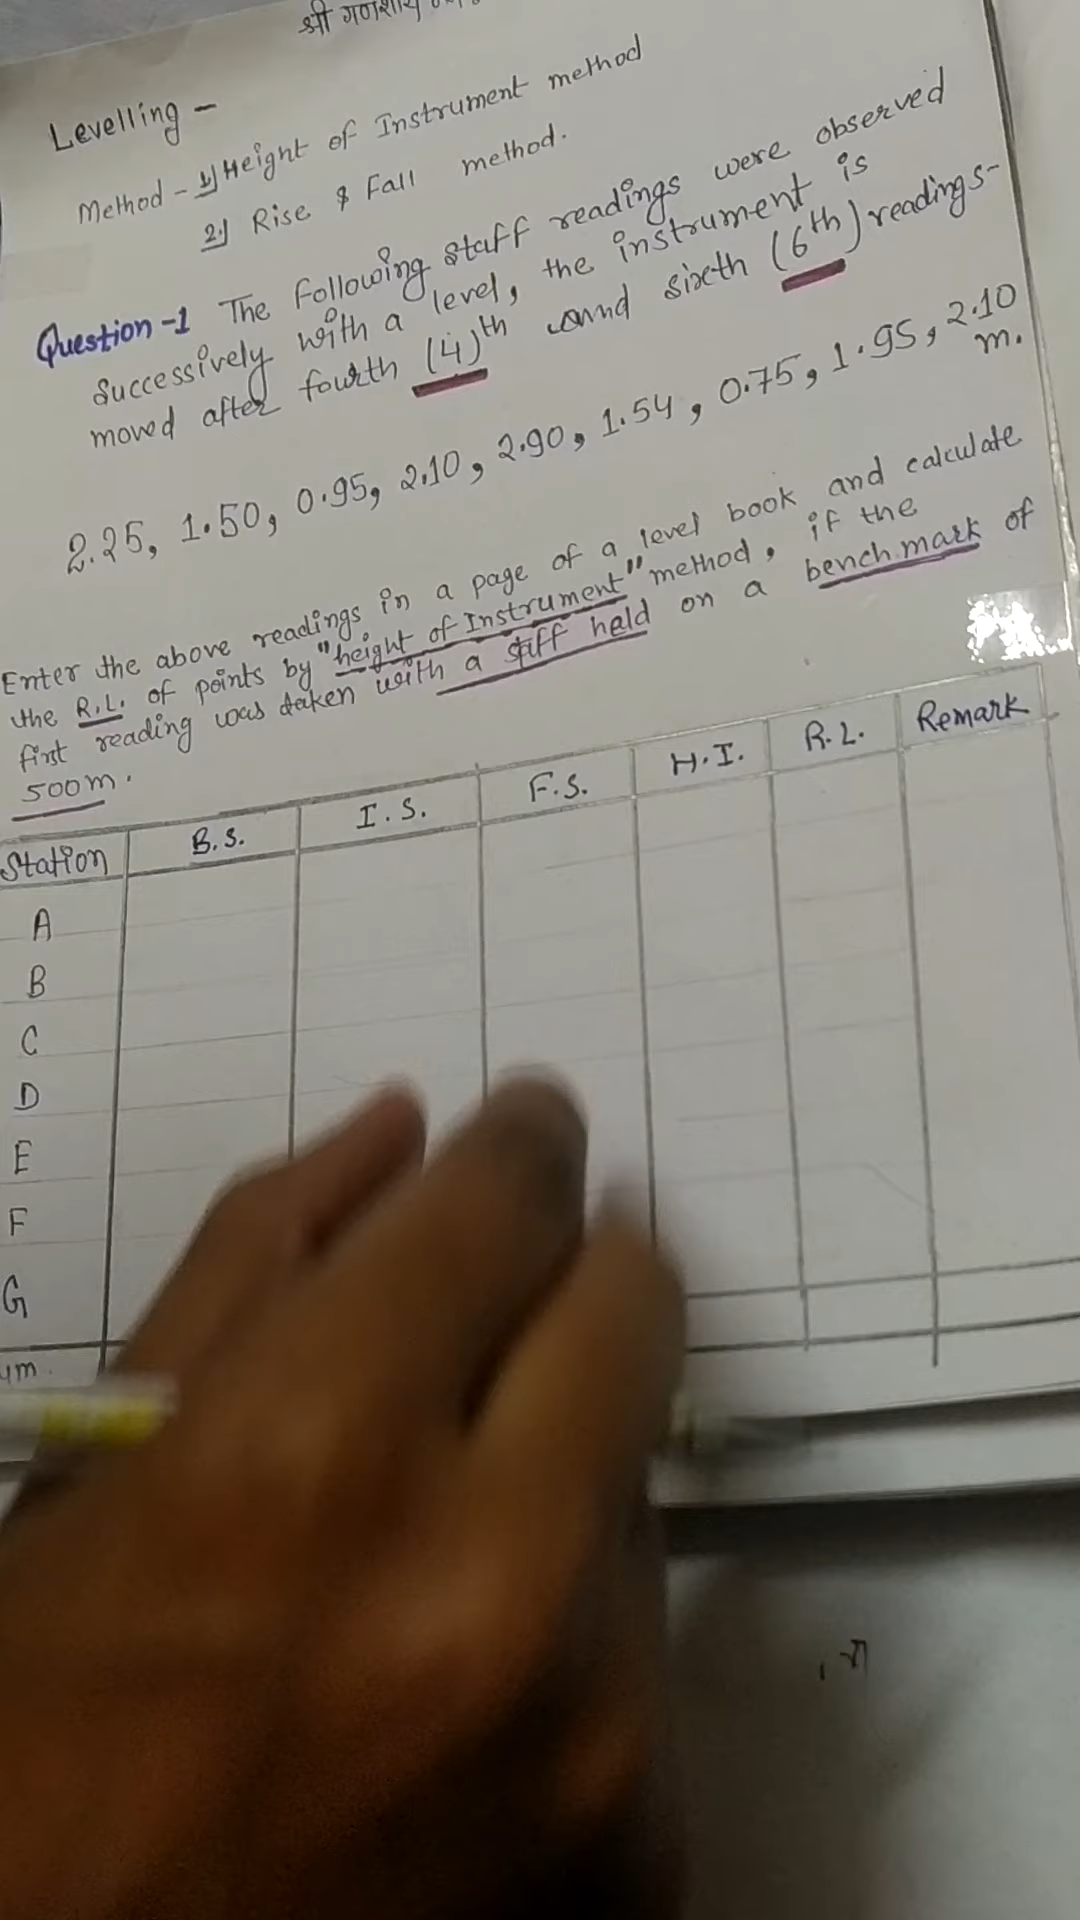 श्री गणेशाय
Levelling -
Method - 1) Height of Instrument method
2) Rise & Fall method.
Question-1 The following staff readings were observed
successively with a level, the instrument is
moved after fourth (4)th and sixth (6th) readings-
2.25, 1.50, 0.95, 2.10, 2.90, 1.54, 0.75, 1.95, 2.10 m.
Enter the above readings in a page of a level book and calculate
the R.L. of points by "height of Instrument" method, if the
first reading was taken with a staff held on a benchmark of
500m.
Station B.S. I.S. F.S. H.I. R.L. Remark
A
B
C
D
E
F
G